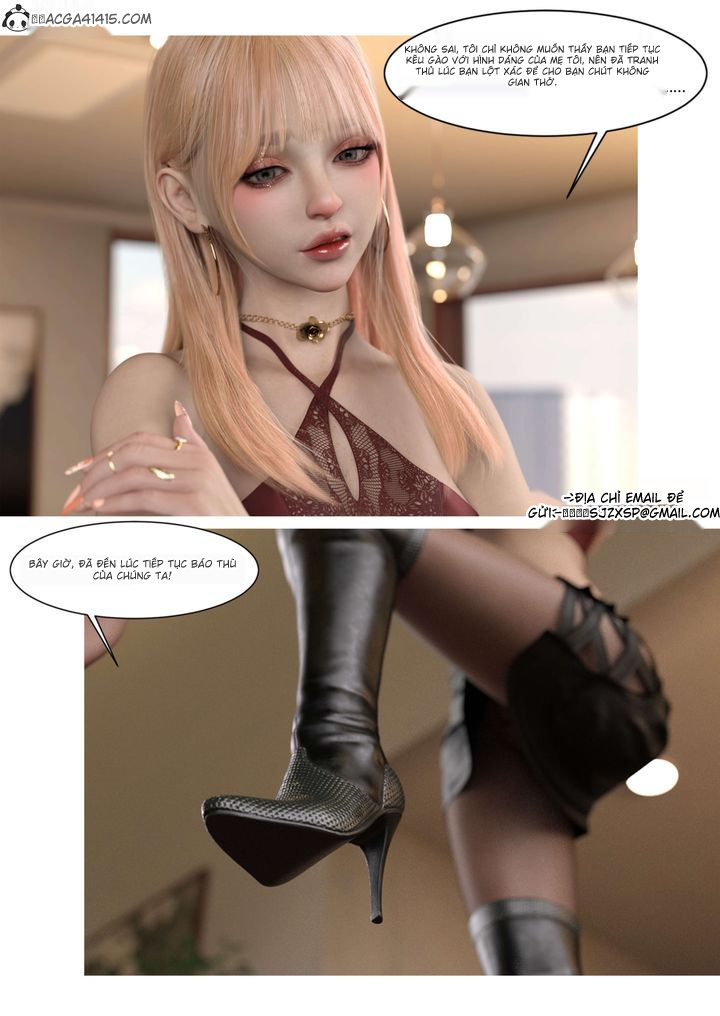 ACGA41415.COM
KHÔNG SAI, TÔI CHỈ KHÔNG MUỐN THẤY BẠN TIẾP TỤC
KÊU GÀO VỚI HÌNH DÁNG CỦA MẸ TÔI, NÊN ĐÃ TRANH
THỦ LÚC BẠN LỘT XÁC ĐỂ CHO BẠN CHÚT KHÔNG
GIAN THỞ.
......
->ĐỊA CHỈ EMAIL ĐỂ
GỬI:- SJZXSP@GMAIL.COM
BÂY GIỜ, ĐÃ ĐẾN LÚC TIẾP TỤC BÁO THÙ
CỦA CHÚNG TA!